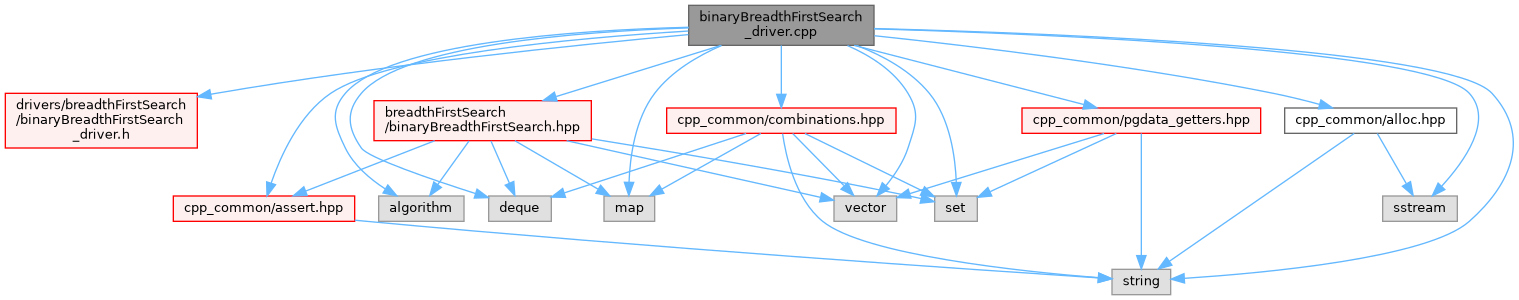 binaryBreadthFirstSearch
_driver.cpp
drivers/breadthFirstSearch
/binaryBreadthFirstSearch
_driver.h
breadthFirstSearch
/binaryBreadthFirstSearch.hpp
cpp_common/combinations.hpp
cpp_common/pgdata_getters.hpp
cpp_common/alloc.hpp
cpp_common/assert.hpp
algorithm
deque
map
vector
set
sstream
string